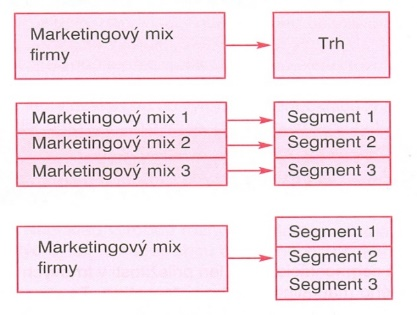 Marketingový mix
firmy
Trh
Marketingový mix 1
Segment 1
Marketingový mix 2
Segment 2
Marketingový mix 3
Segment 3
Marketingový mix
firmy
Segment 1
Segment 2
Segment 3